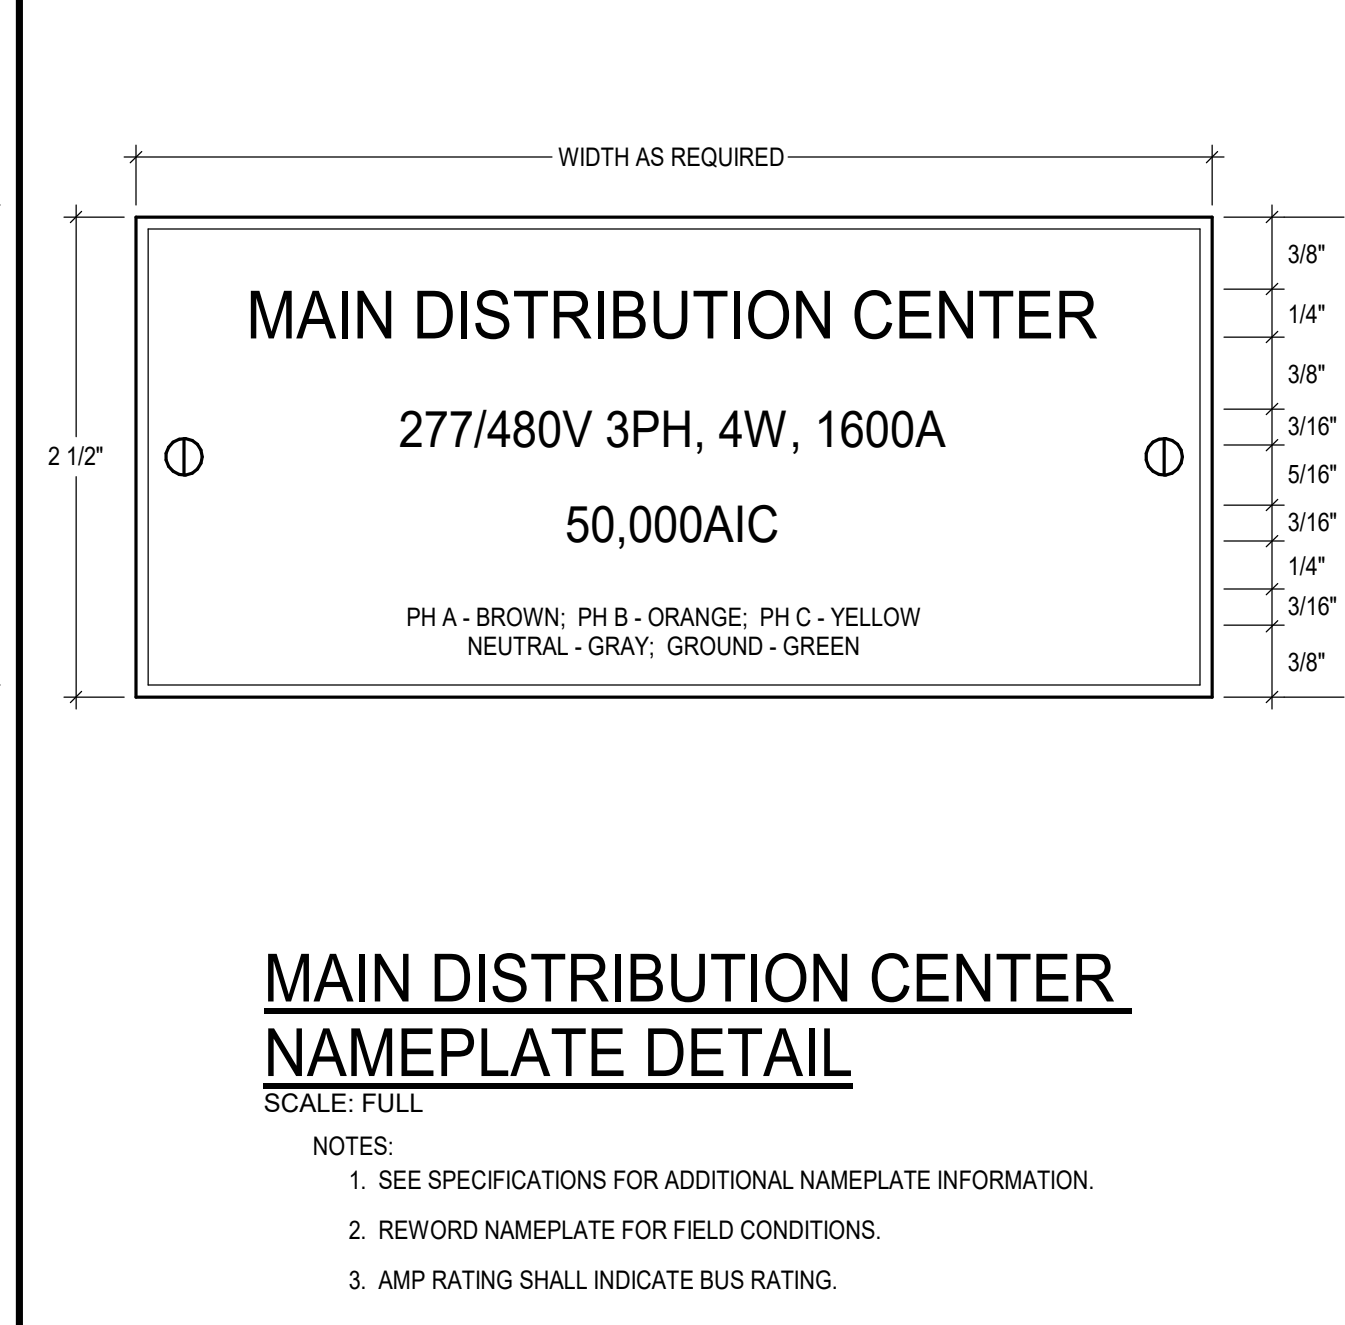 WIDTH AS REQUIRED
3/8"
MAIN DISTRIBUTION CENTER
1/4"
3/8"
277/480V 3PH, 4W, 1600A
3/16"
2 1/2"
5/16"
50,000AIC
3/16"
1/4"
3/16"
PH A - BROWN;  PH B - ORANGE;  PH C - YELLOW
NEUTRAL - GRAY;  GROUND - GREEN
3/8"
MAIN DISTRIBUTION CENTER
NAMEPLATE DETAIL
SCALE: FULL
NOTES:
1. SEE SPECIFICATIONS FOR ADDITIONAL NAMEPLATE INFORMATION.
2. REWORD NAMEPLATE FOR FIELD CONDITIONS.
3. AMP RATING SHALL INDICATE BUS RATING.